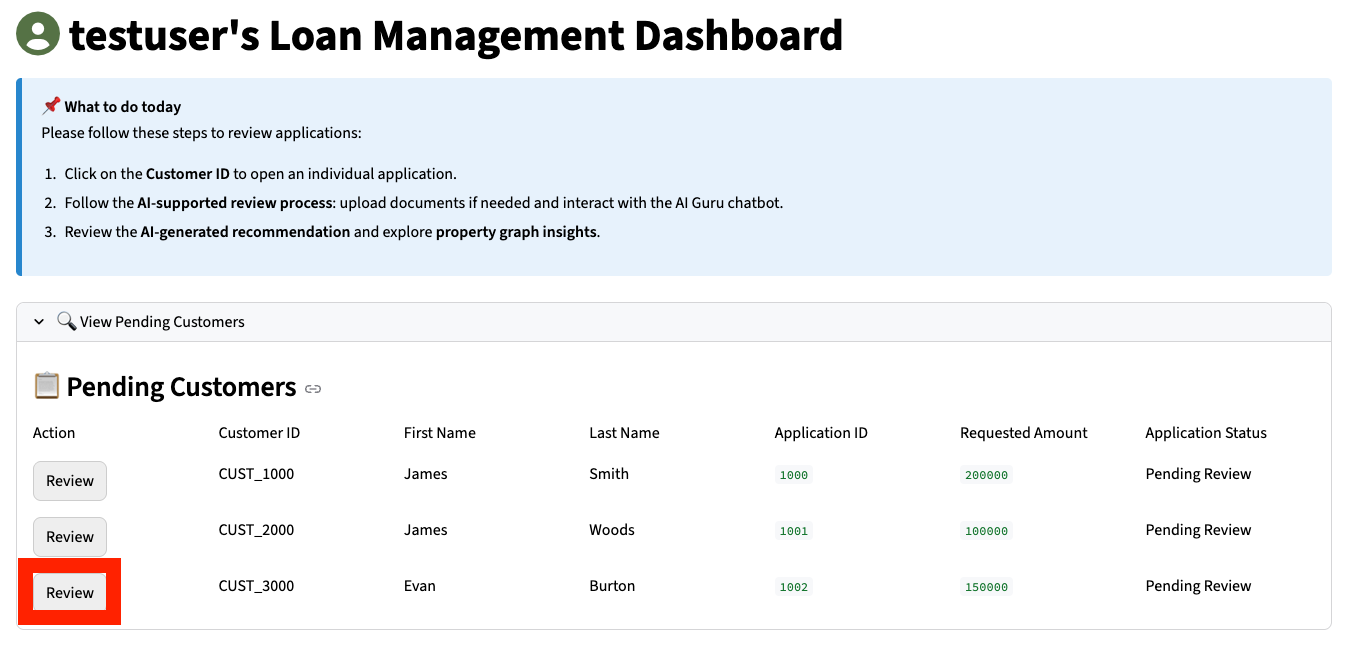 testuser's Loan Management Dashboard
What to do today
Please follow these steps to review applications:
1. Click on the Customer ID to open an individual application.
2. Follow the AI-supported review process: upload documents if needed and interact with the AI Guru chatbot.
3. Review the AI-generated recommendation and explore property graph insights.
View Pending Customers
Pending Customers
Action Customer ID First Name Last Name Application ID Requested Amount Application Status
Review CUST_1000 James Smith 1000 200000 Pending Review
Review CUST_2000 James Woods 1001 100000 Pending Review
Review CUST_3000 Evan Burton 1002 150000 Pending Review